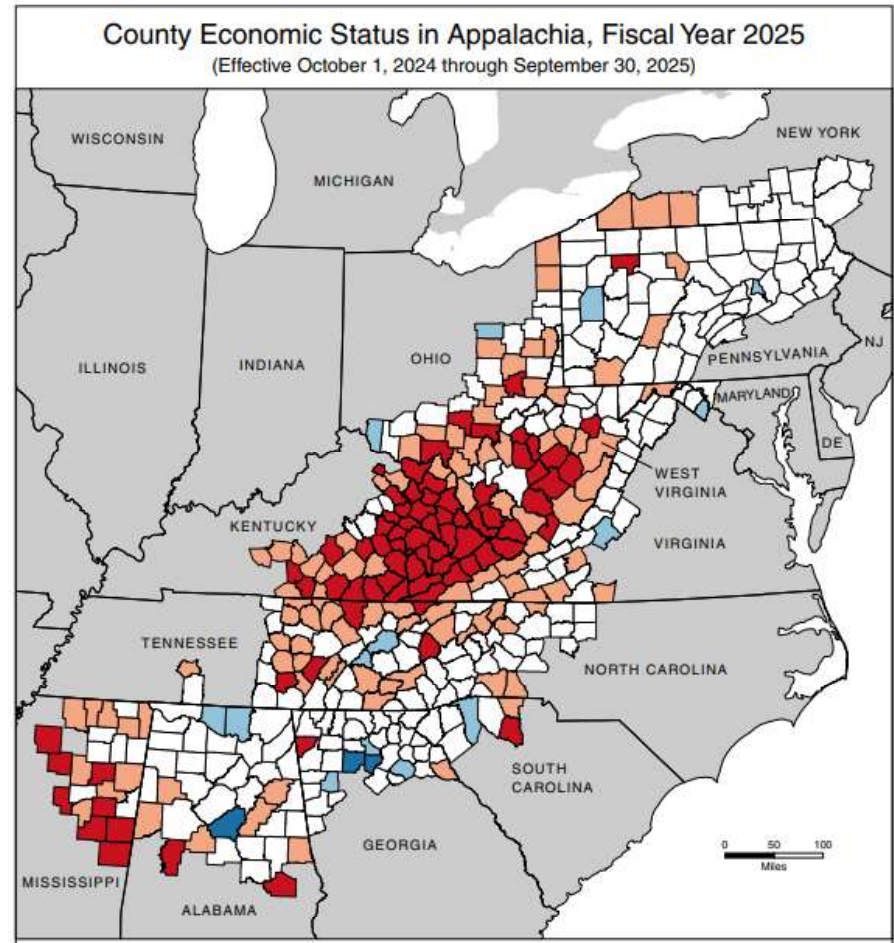 County Economic Status in Appalachia, Fiscal Year 2025
(Effective October 1, 2024 through September 30, 2025)
WISCONSIN
NEW YORK
MICHIGAN
ILLINOIS
INDIANA
OHIO
PENNSYLVANIA
NJ
MARYLAND
DE
WEST
VIRGINIA
KENTUCKY
VIRGINIA
TENNESSEE
NORTH CAROLINA
SOUTH
CAROLINA
GEORGIA
0 50 100
Miles
MISSISSIPPI
ALABAMA